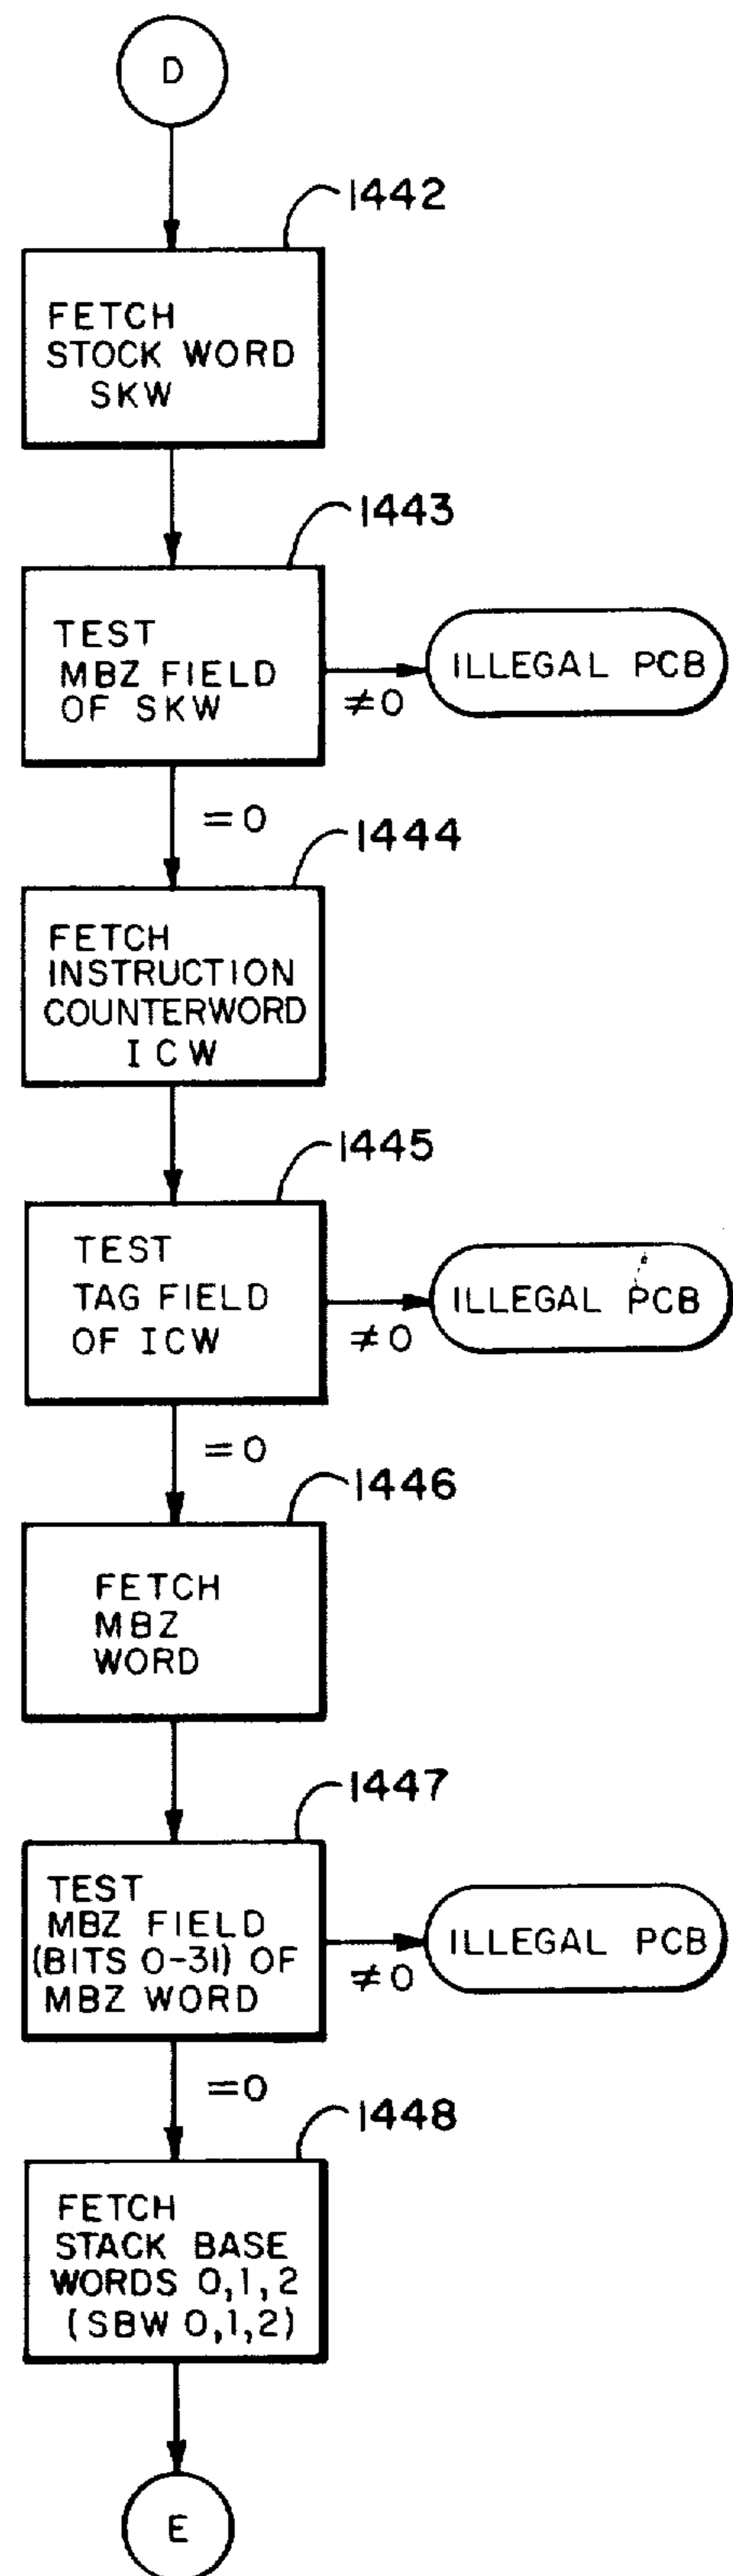 D
1442
FETCH
STOCK WORD
SKW
1443
TEST
MBZ FIELD
OF SKW
≠0
ILLEGAL PCB
=0
1444
FETCH
INSTRUCTION
COUNTERWORD
ICW
1445
TEST
TAG FIELD
OF ICW
≠0
ILLEGAL PCB
=0
1446
FETCH
MBZ
WORD
1447
TEST
MBZ FIELD
(BITS 0-31) OF
MBZ WORD
≠0
ILLEGAL PCB
=0
1448
FETCH
STACK BASE
WORDS 0,1,2
(SBW 0,1,2)
E